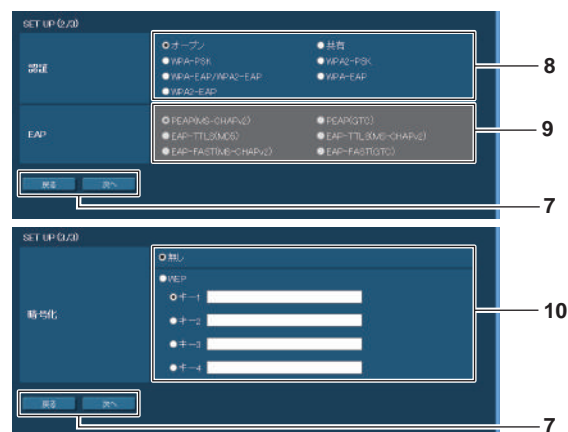 SET UP (2/3)
認証
オープン
共有
WPA-PSK
WPA2-PSK
WPA-EAP/WPA2-EAP
WPA-EAP
WPA2-EAP
8
EAP
PEAP(MS-CHAPv2)
PEAP(GTC)
EAP-TTLS(MD5)
EAP-TTLS(MS-CHAPv2)
EAP-FAST(MS-CHAPv2)
EAP-FAST(GTC)
9
戻る
次へ
7
SET UP (3/3)
暗号化
無し
WEP
キー1
キー2
キー3
キー4
10
戻る
次へ
7